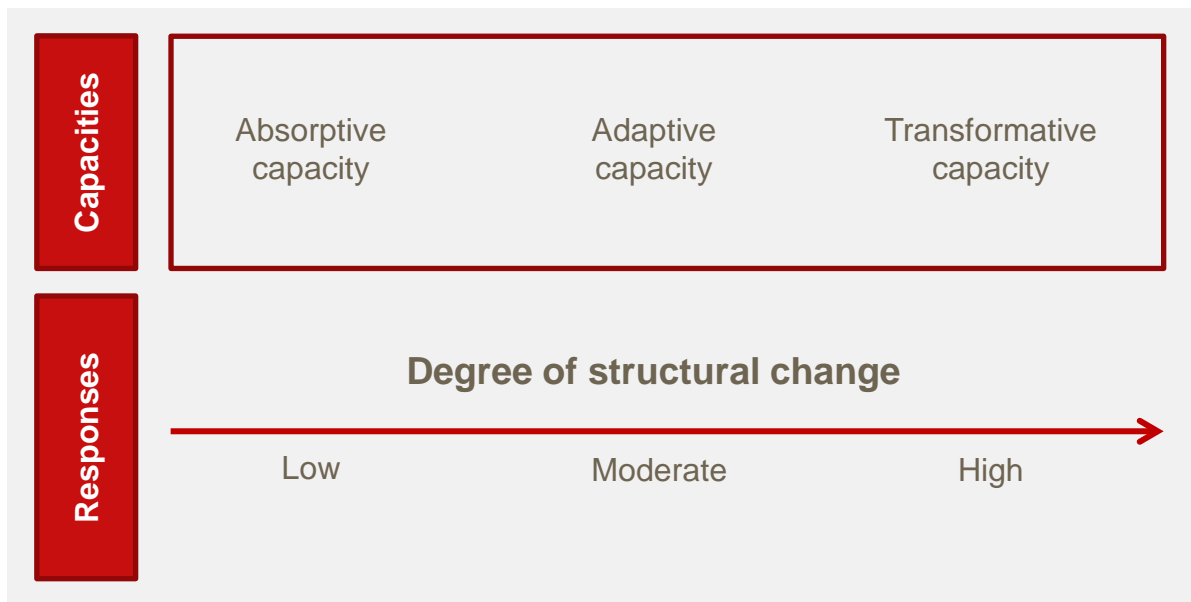 Capacities
Absorptive
capacity
Adaptive
capacity
Transformative
capacity
Responses
Degree of structural change
Low
Moderate
High